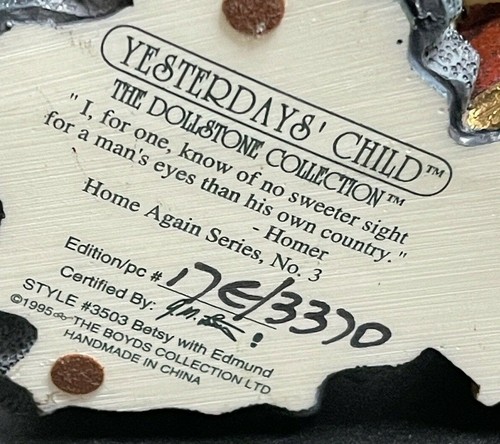 YESTERDAYS' CHILD™
THE DOLLSTONE COLLECTION™
"I, for one, know of no sweeter sight
for a man's eyes than his own country."
- Homer
Home Again Series, No. 3
Edition/pc # 17E/3370
Certified By:
STYLE #3503 Betsy with Edmund
©1995 THE BOYDS COLLECTION LTD
HANDMADE IN CHINA